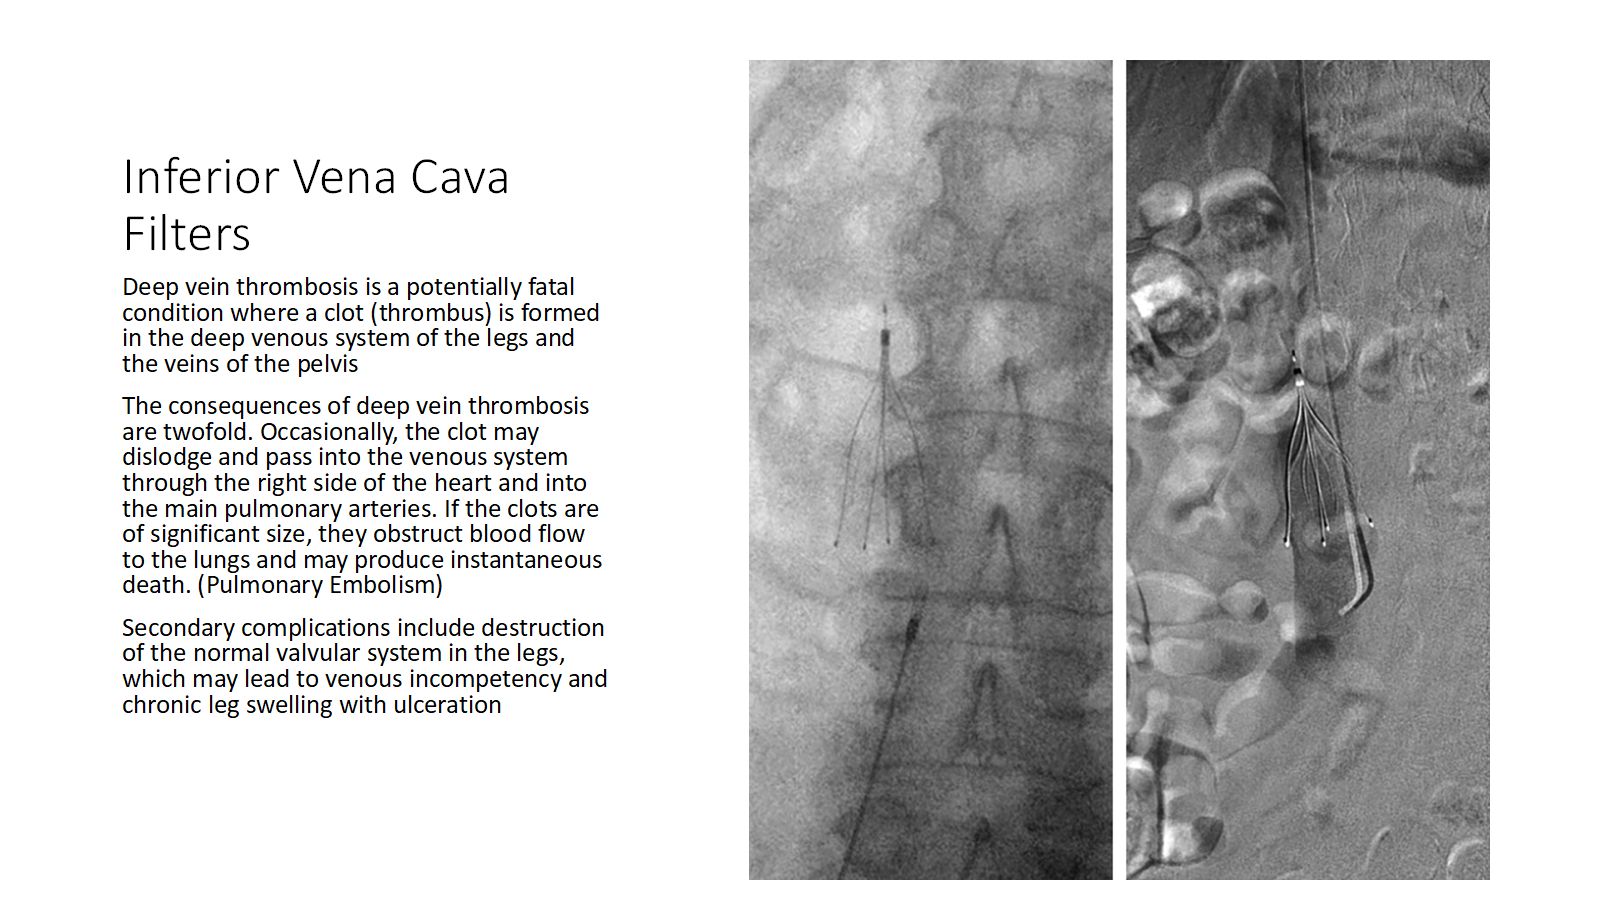 Inferior Vena Cava
Filters
Deep vein thrombosis is a potentially fatal
condition where a clot (thrombus) is formed
in the deep venous system of the legs and
the veins of the pelvis
The consequences of deep vein thrombosis
are twofold. Occasionally, the clot may
dislodge and pass into the venous system
through the right side of the heart and into
the main pulmonary arteries. If the clots are
of significant size, they obstruct blood flow
to the lungs and may produce instantaneous
death. (Pulmonary Embolism)
Secondary complications include destruction
of the normal valvular system in the legs,
which may lead to venous incompetency and
chronic leg swelling with ulceration